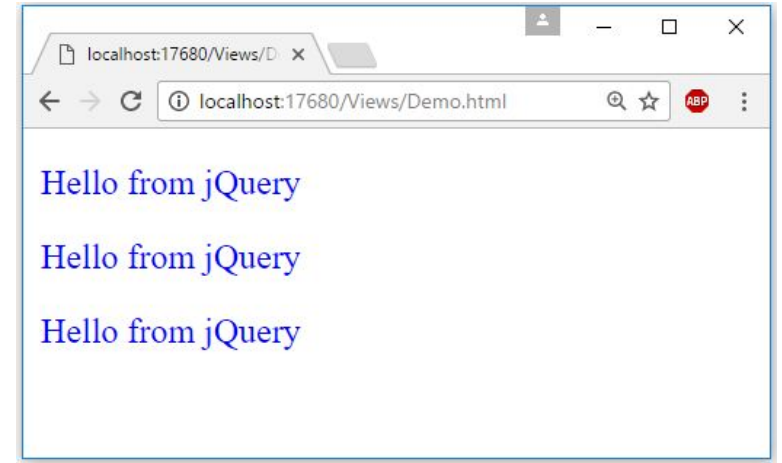 localhost:17680/Views/D
localhost:17680/Views/Demo.html
ABP
Hello from jQuery
Hello from jQuery
Hello from jQuery